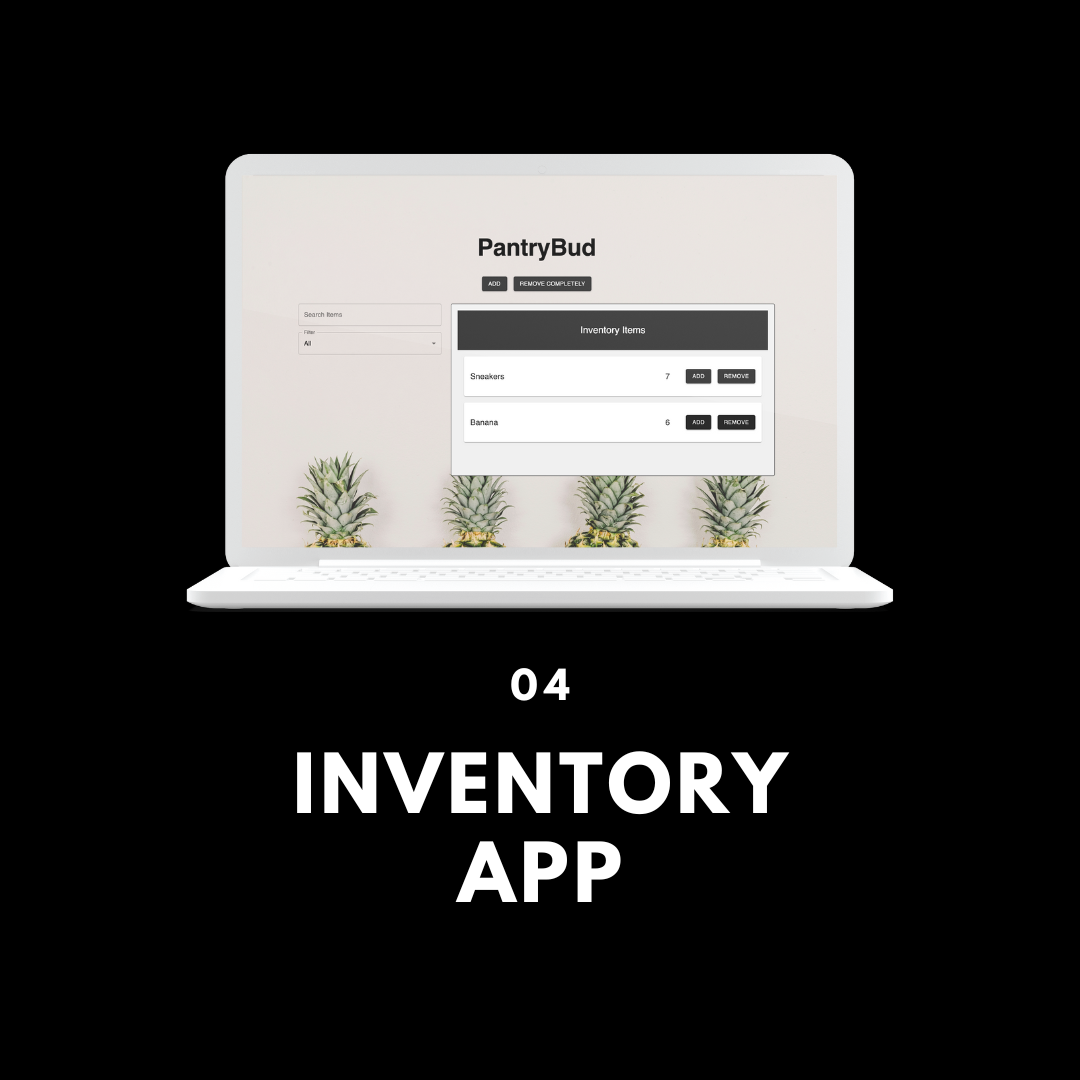 PantryBud
ADD REMOVE COMPLETELY
Search Items
Filter
All
Inventory Items
Sneakers 7 ADD REMOVE
Banana 6 ADD REMOVE
04
INVENTORY
APP